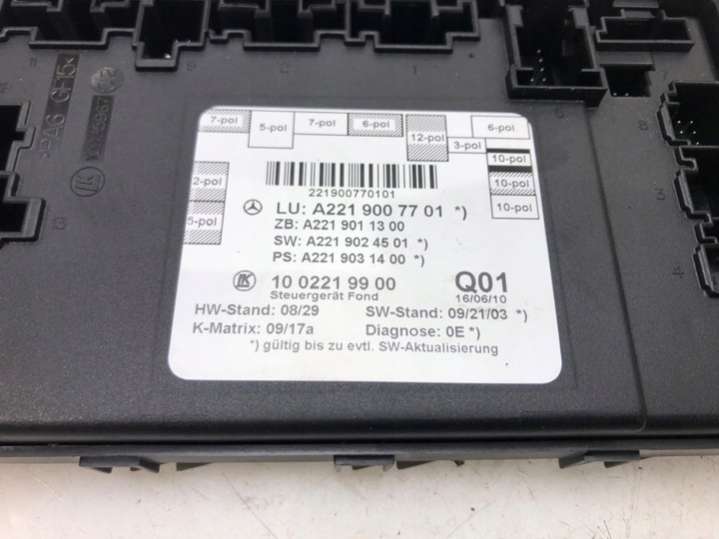 7-pol 5-pol 7-pol 6-pol 12-pol 3-pol 6-pol
10-pol
10-pol
10-pol
2-pol
5-pol
221900770101
LU: A221 900 77 01 *)
ZB: A221 901 13 00
SW: A221 902 45 01 *)
PS: A221 903 14 00 *)
10 0221 99 00 Q01
Steuergerät Fond 16/06/10
HW-Stand: 08/29 SW-Stand: 09/21/03 *)
K-Matrix: 09/17a Diagnose: 0E *)
*) gültig bis zu evtl. SW-Aktualisierung